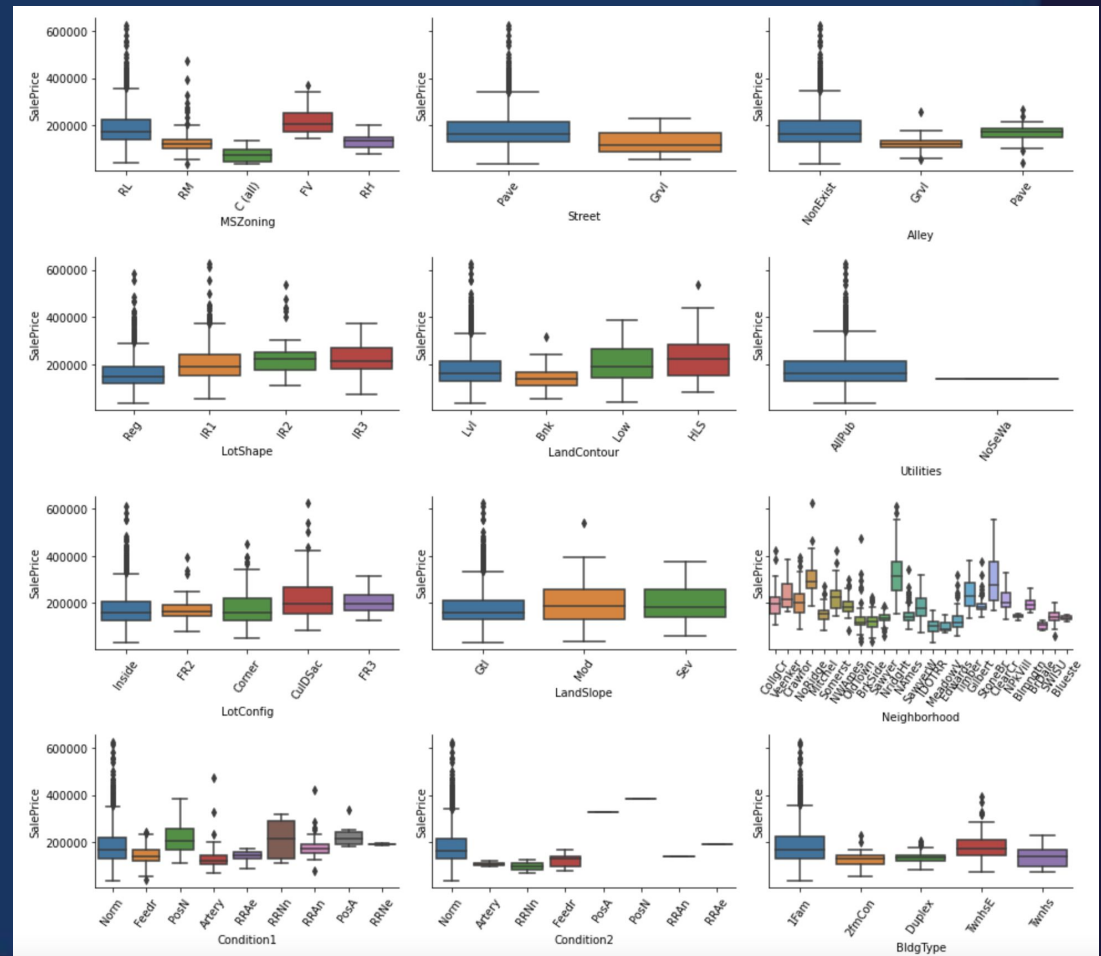 600000
400000
200000
SalePrice
RL
RM
C (all)
FV
RH
MSZoning
SalePrice
Pave
Grvl
Street
SalePrice
NonExist
Grvl
Pave
Alley
600000
400000
200000
SalePrice
Reg
IR1
IR2
IR3
LotShape
SalePrice
Lvl
Bnk
Low
HLS
LandContour
SalePrice
AllPub
NoSeWa
Utilities
600000
400000
200000
SalePrice
Inside
FR2
Corner
CulDSac
FR3
LotConfig
SalePrice
Gtl
Mod
Sev
LandSlope
SalePrice
CollgCr
Veenker
Crawfor
NoRidge
Mitchel
Somerst
NWAmes
OldTown
BrkSide
Sawyer
NridgHt
NAmes
SawyerW
IDOTRR
MeadowV
Edwards
Timber
Gilbert
StoneBr
ClearCr
NPkVill
Blmngtn
BrDale
SWISU
Blueste
Neighborhood
600000
400000
200000
SalePrice
Norm
Feedr
PosN
Artery
RRAe
RRNn
RRAn
PosA
RRNe
Condition1
SalePrice
Norm
Artery
RRNn
Feedr
PosA
PosN
RRAn
RRAe
Condition2
SalePrice
1Fam
2fmCon
Duplex
TwnhsE
Twnhs
BldgType